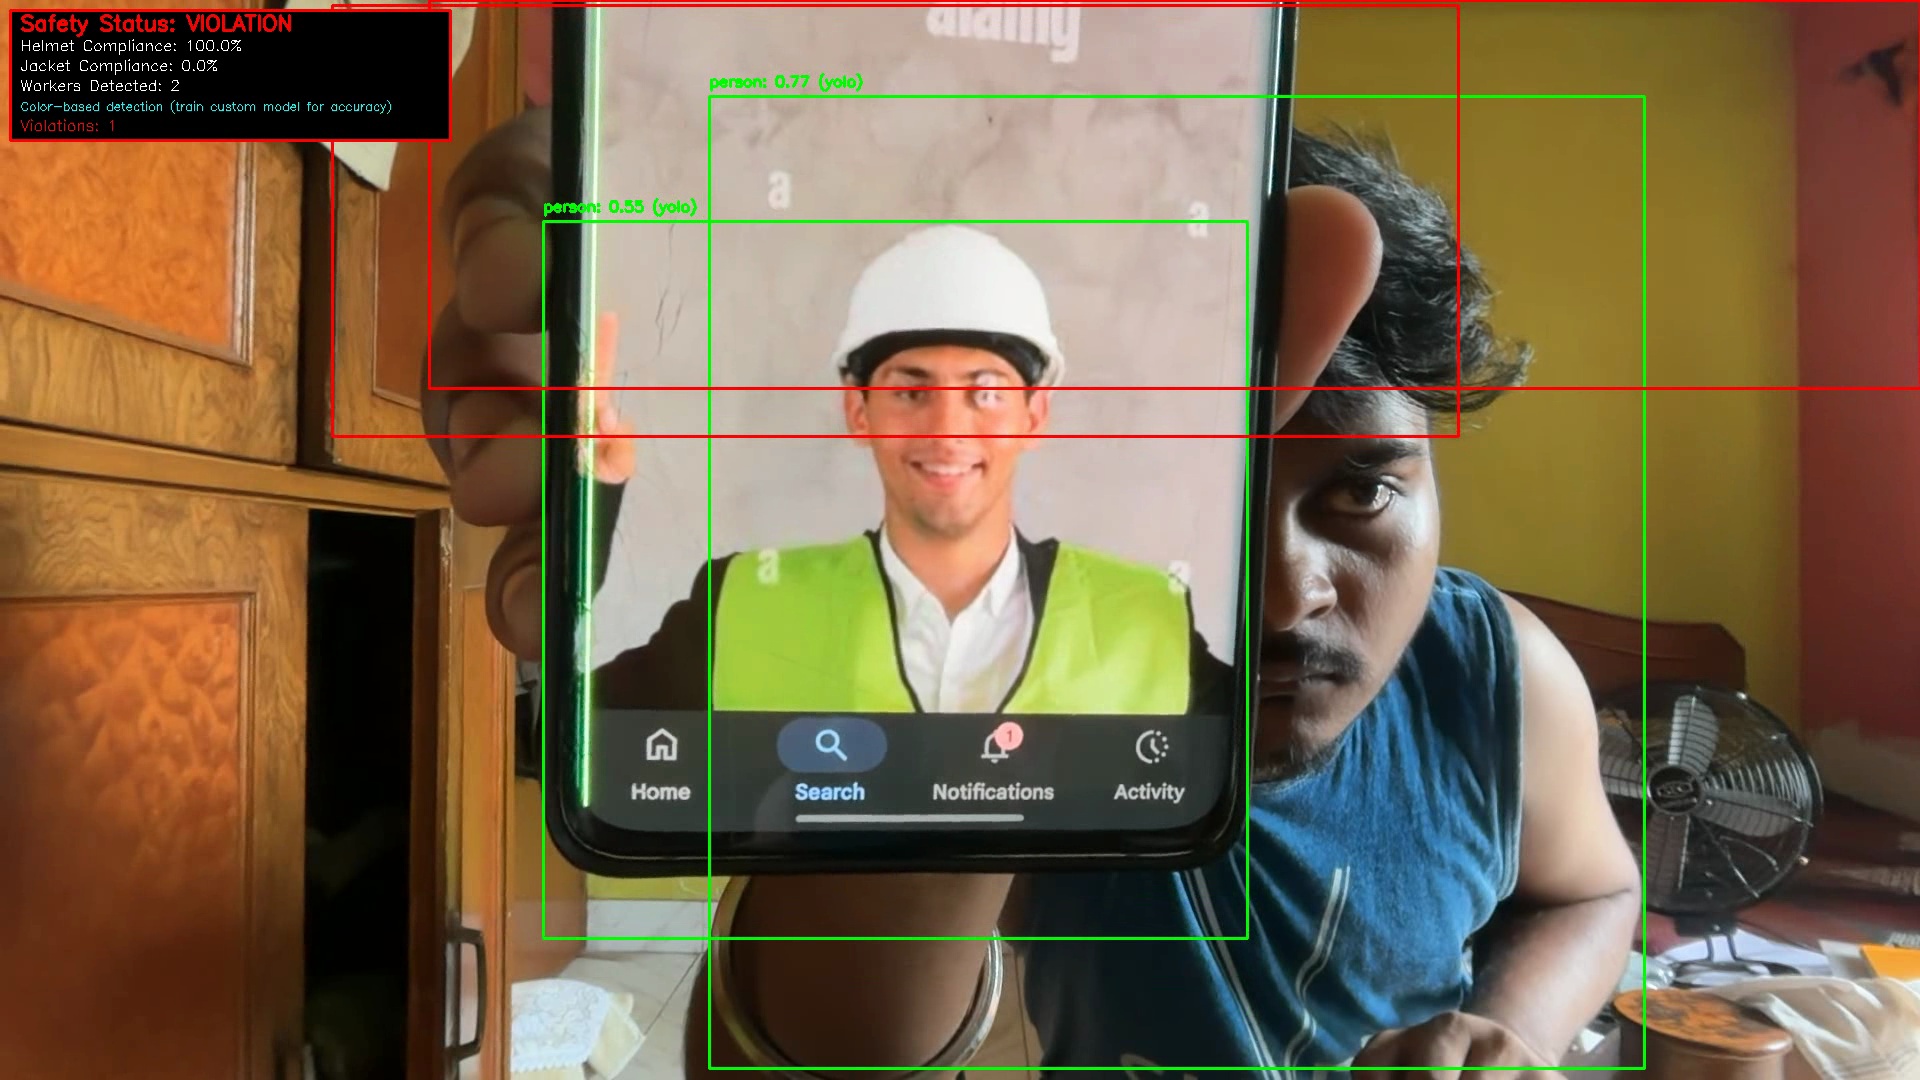 Safety Status: VIOLATION
Helmet Compliance: 100.0%
Jacket Compliance: 0.0%
Workers Detected: 2
Color-based detection (train custom model for accuracy)
Violations: 1
alamy
person: 0.77 (yolo)
a
a
person: 0.55 (yolo)
a
a
1
Home
Search
Notifications
Activity